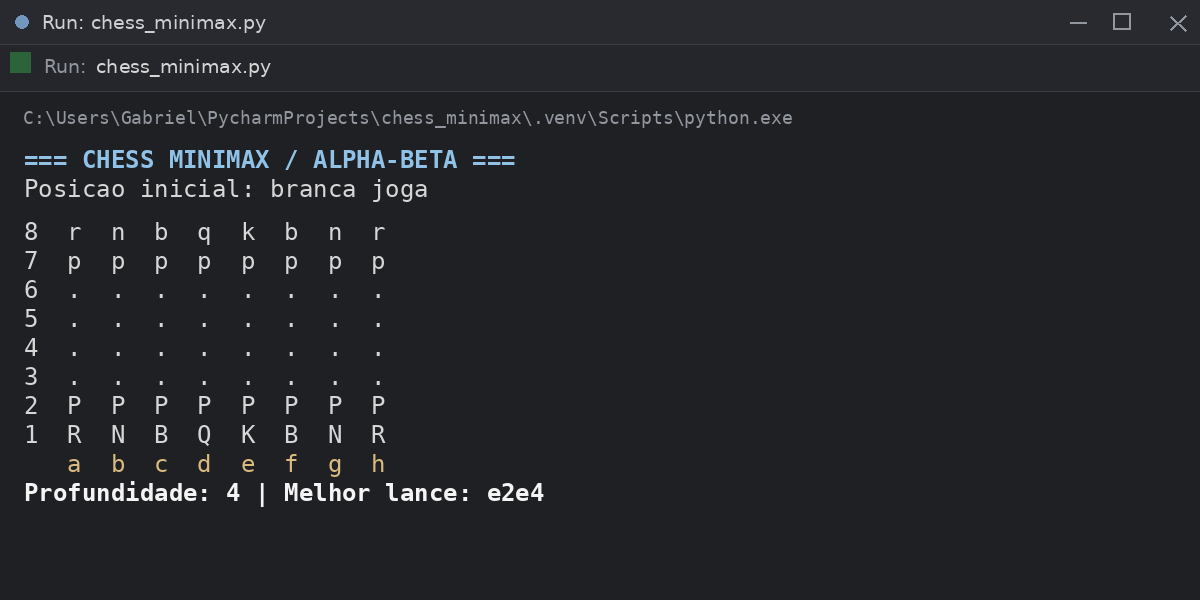 Run: chess_minimax.py
Run: chess_minimax.py
C:\Users\Gabriel\PycharmProjects\chess_minimax\.venv\Scripts\python.exe
=== CHESS MINIMAX / ALPHA-BETA ===
Posicao inicial: branca joga
8 r n b q k b n r
7 p p p p p p p p
6 . . . . . . . .
5 . . . . . . . .
4 . . . . . . . .
3 . . . . . . . .
2 P P P P P P P P
1 R N B Q K B N R
a b c d e f g h
Profundidade: 4 | Melhor lance: e2e4